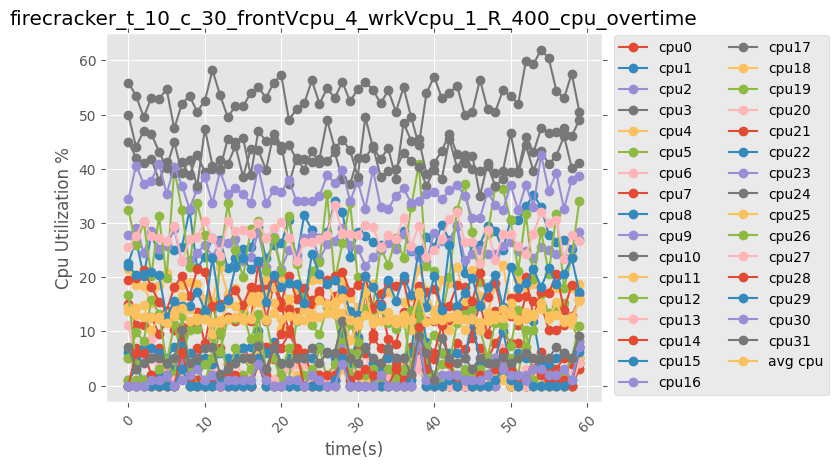 firecracker_t_10_c_30_frontVcpu_4_wrkVcpu_1_R_400_cpu_overtime
Cpu Utilization %
60
50
40
30
20
10
0
0
10
20
30
40
50
60
time(s)
cpu0
cpu1
cpu2
cpu3
cpu4
cpu5
cpu6
cpu7
cpu8
cpu9
cpu10
cpu11
cpu12
cpu13
cpu14
cpu15
cpu16
cpu17
cpu18
cpu19
cpu20
cpu21
cpu22
cpu23
cpu24
cpu25
cpu26
cpu27
cpu28
cpu29
cpu30
cpu31
avg cpu